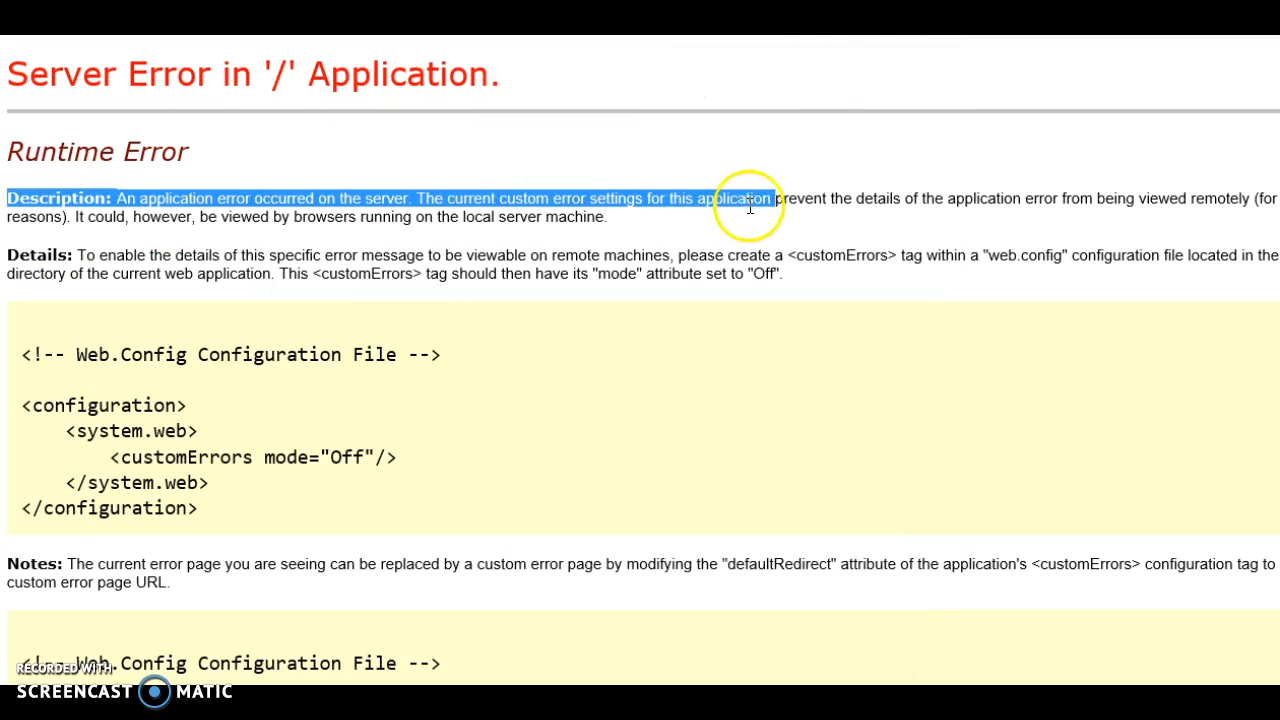 Server Error in '/' Application.
Runtime Error
Description: An application error occurred on the server. The current custom error settings for this application prevent the details of the application error from being viewed remotely (for
reasons). It could, however, be viewed by browsers running on the local server machine.
Details: To enable the details of this specific error message to be viewable on remote machines, please create a <customErrors> tag within a "web.config" configuration file located in the
directory of the current web application. This <customErrors> tag should then have its "mode" attribute set to "Off".
<!-- Web.Config Configuration File -->
<configuration>
    <system.web>
        <customErrors mode="Off"/>
    </system.web>
</configuration>
Notes: The current error page you are seeing can be replaced by a custom error page by modifying the "defaultRedirect" attribute of the application's <customErrors> configuration tag to
custom error page URL.
<!-- Web.Config Configuration File -->
RECORDED WITH
SCREENCAST MATIC